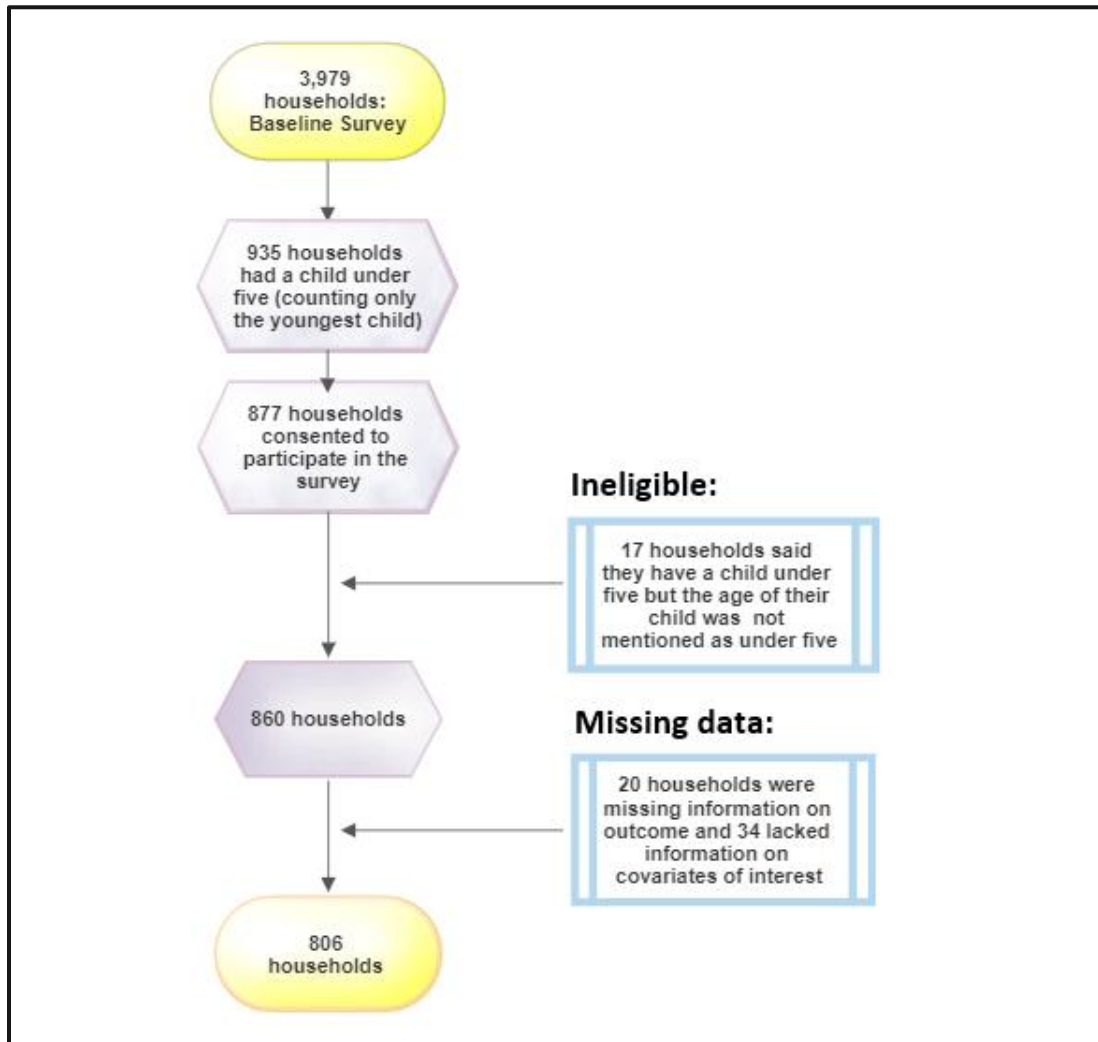 3,979
households:
Baseline Survey
935 households
had a child under
five (counting only
the youngest child)
877 households
consented to
participate in the
survey
Ineligible:
17 households said
they have a child under
five but the age of their
child was not
mentioned as under five
860 households
Missing data:
20 households were
missing information on
outcome and 34 lacked
information on
covariates of interest
806
households